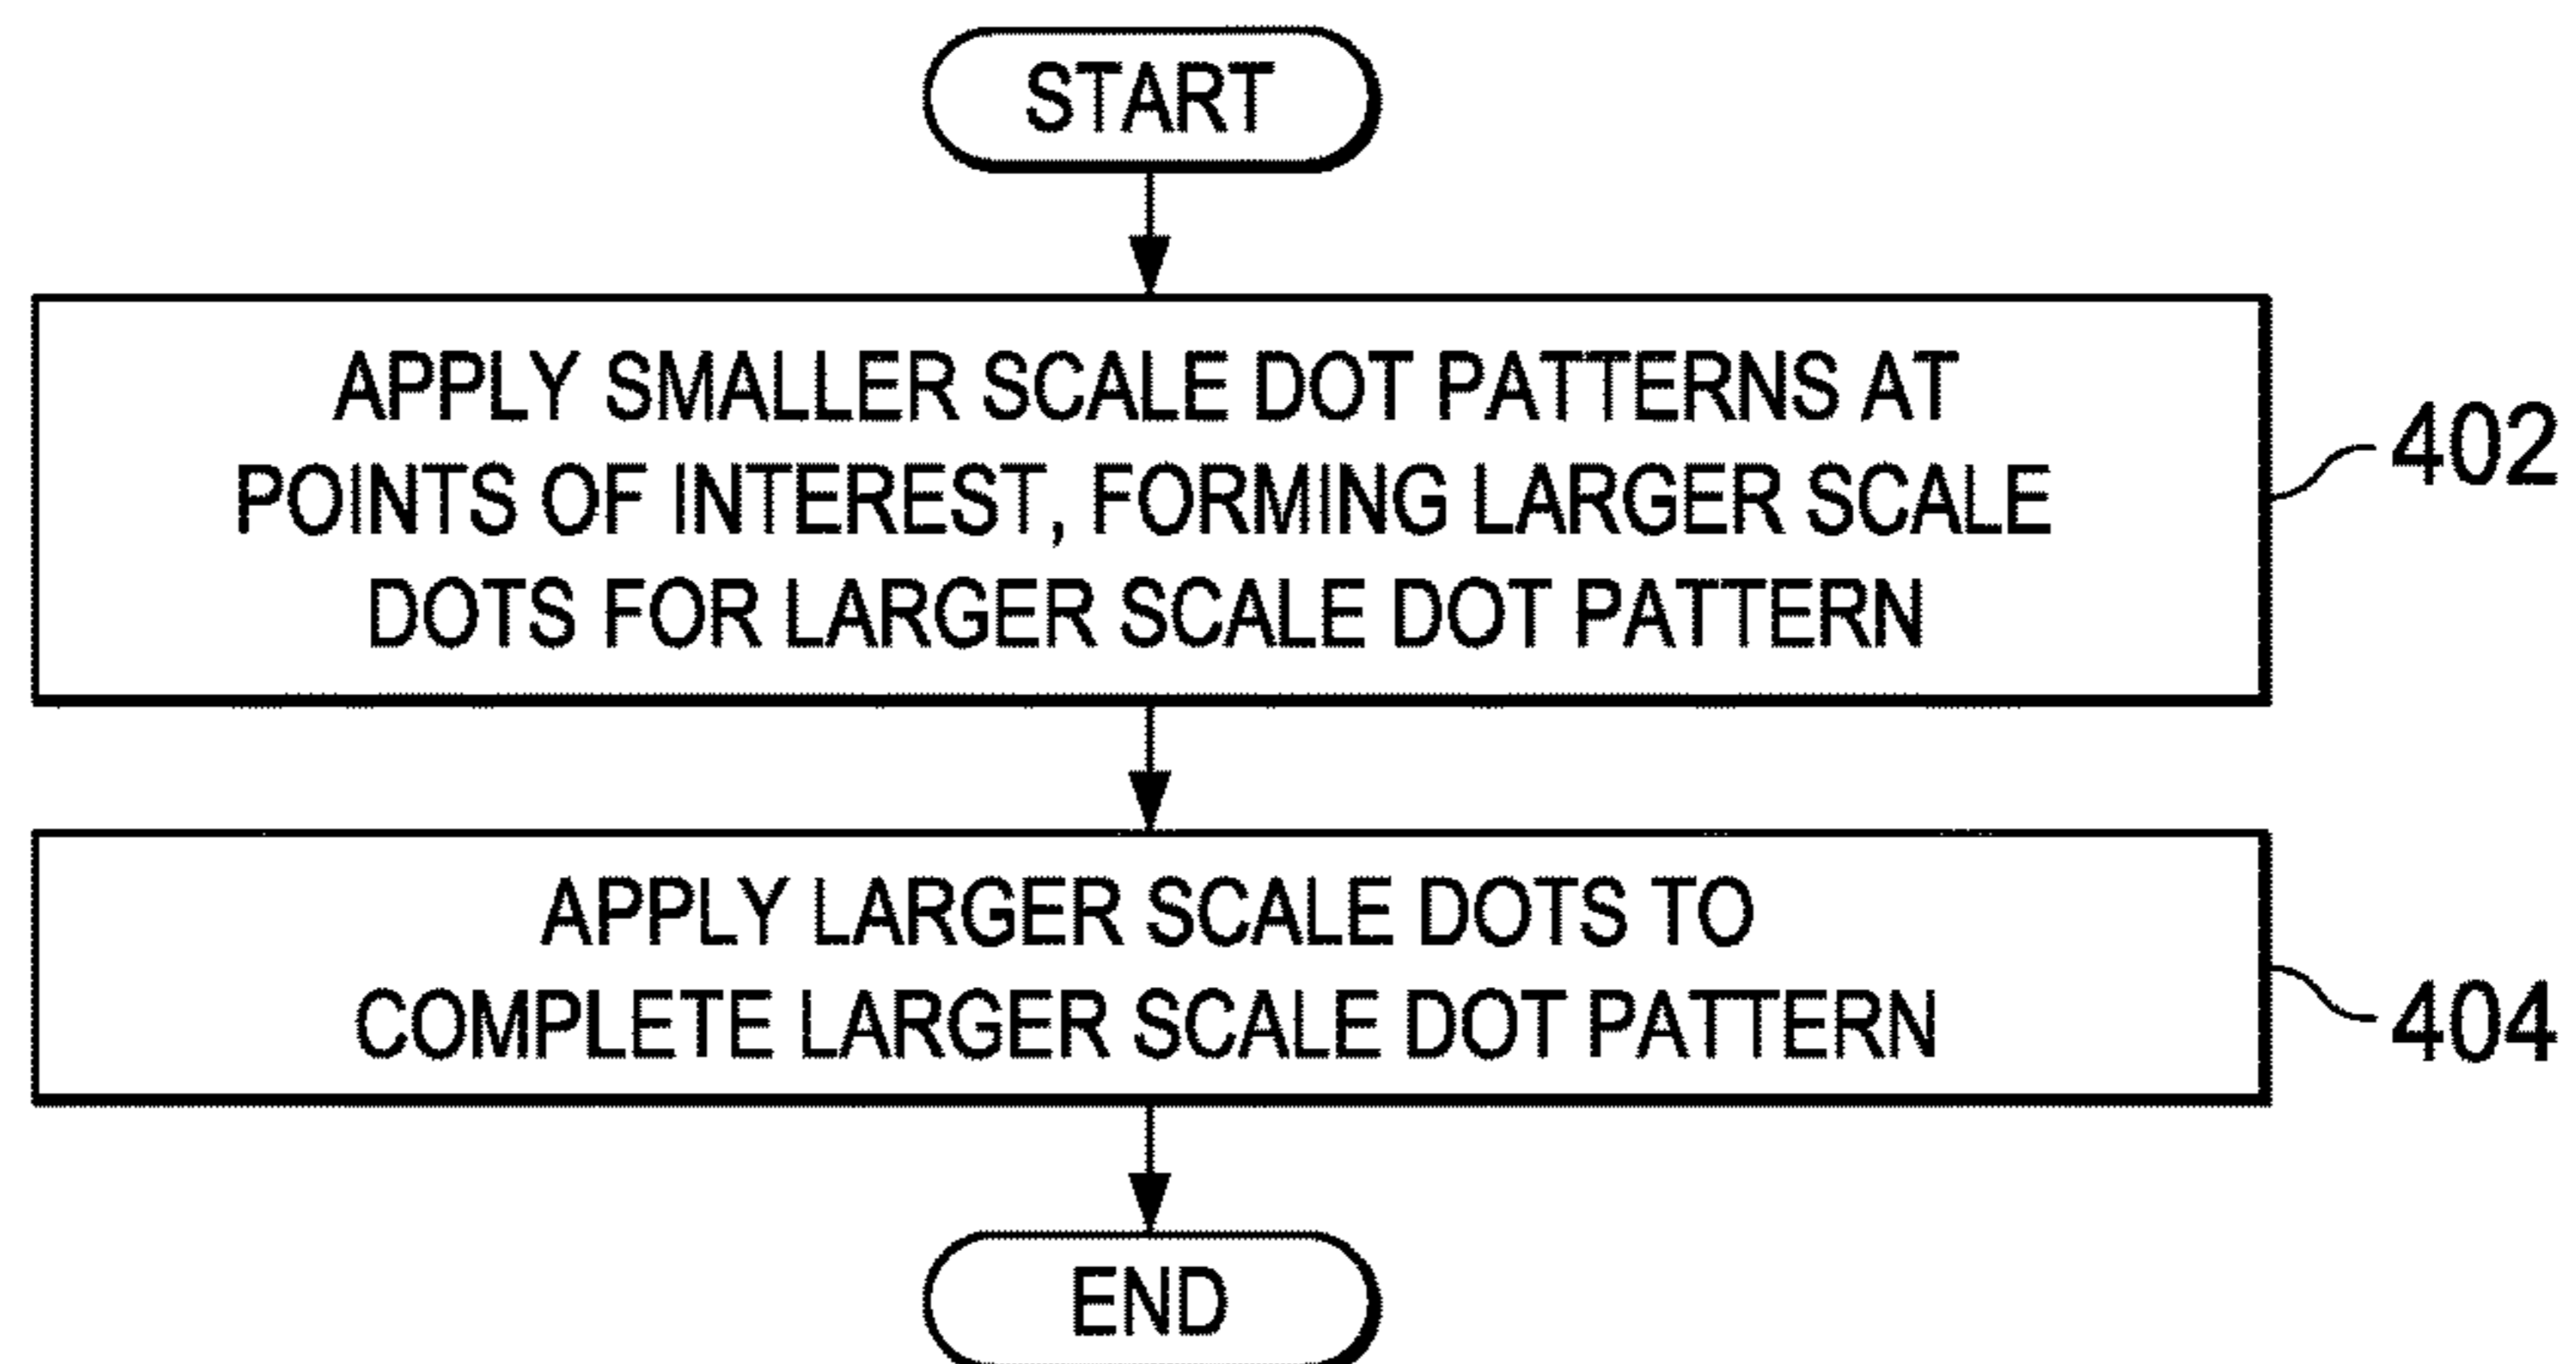 START
APPLY SMALLER SCALE DOT PATTERNS AT
POINTS OF INTEREST, FORMING LARGER SCALE
DOTS FOR LARGER SCALE DOT PATTERN
402
APPLY LARGER SCALE DOTS TO
COMPLETE LARGER SCALE DOT PATTERN
404
END